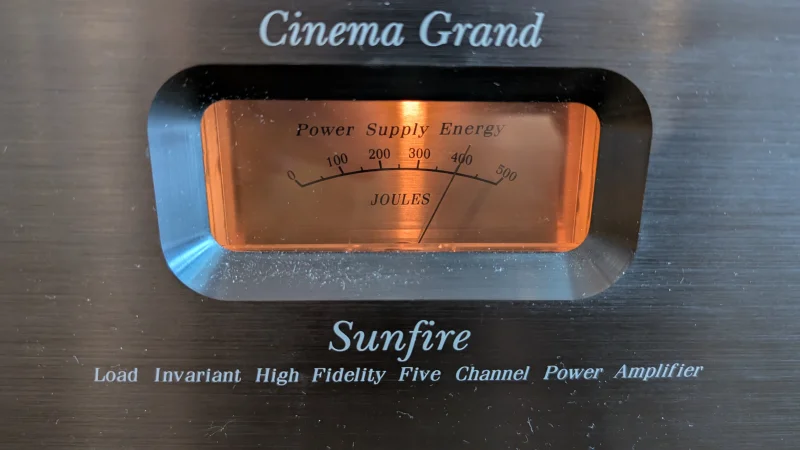 Cinema Grand
Power Supply Energy
0 100 200 300 400 500
JOULES
Sunfire
Load Invariant High Fidelity Five Channel Power Amplifier